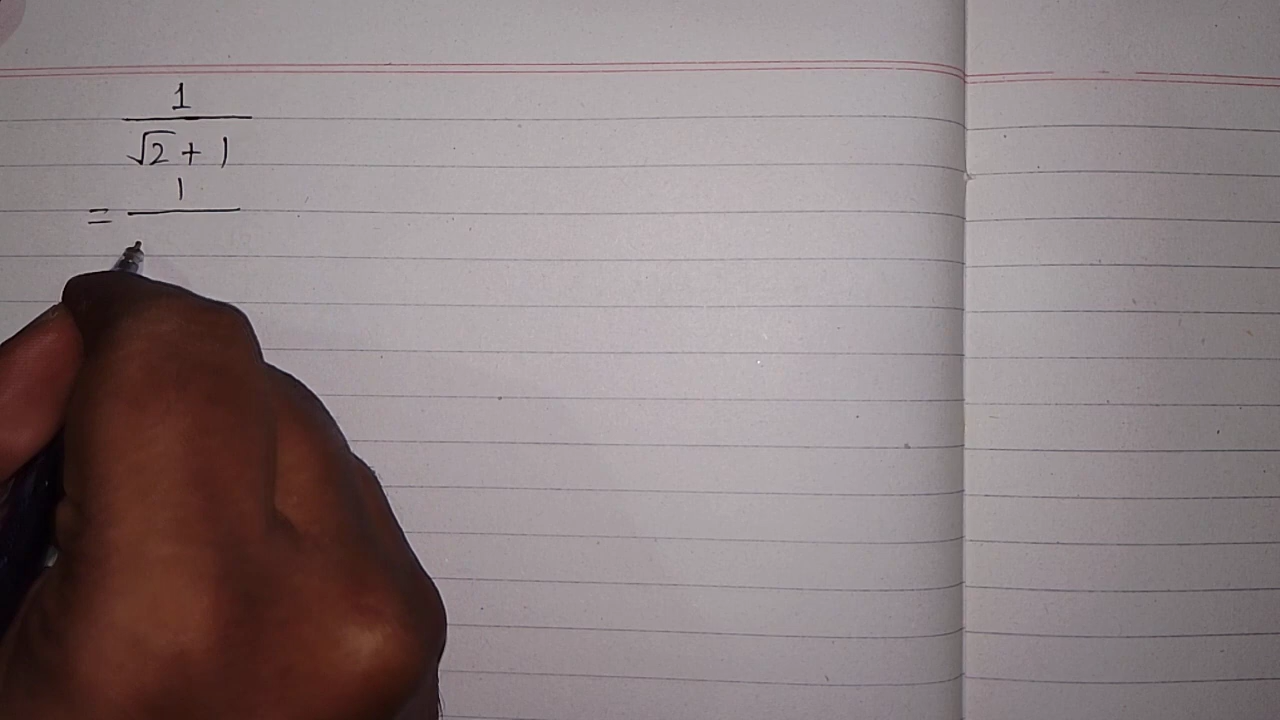 1
√2 + 1
1
=